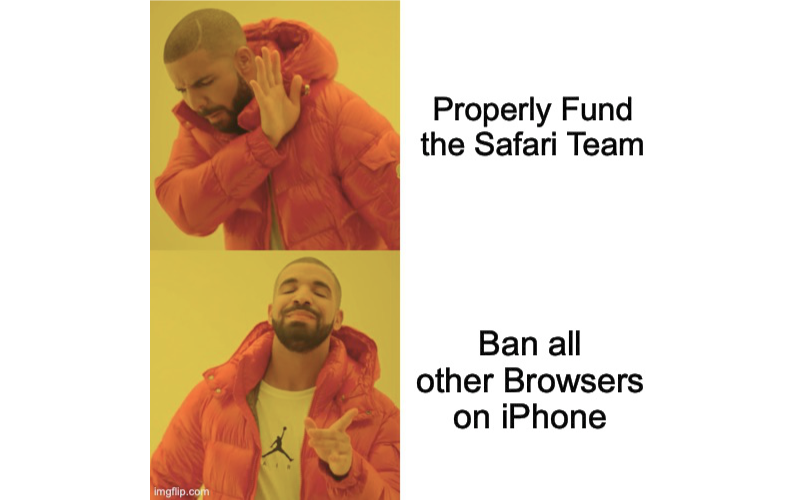 Properly Fund
the Safari Team
Ban all
other Browsers
on iPhone
imgflip.com